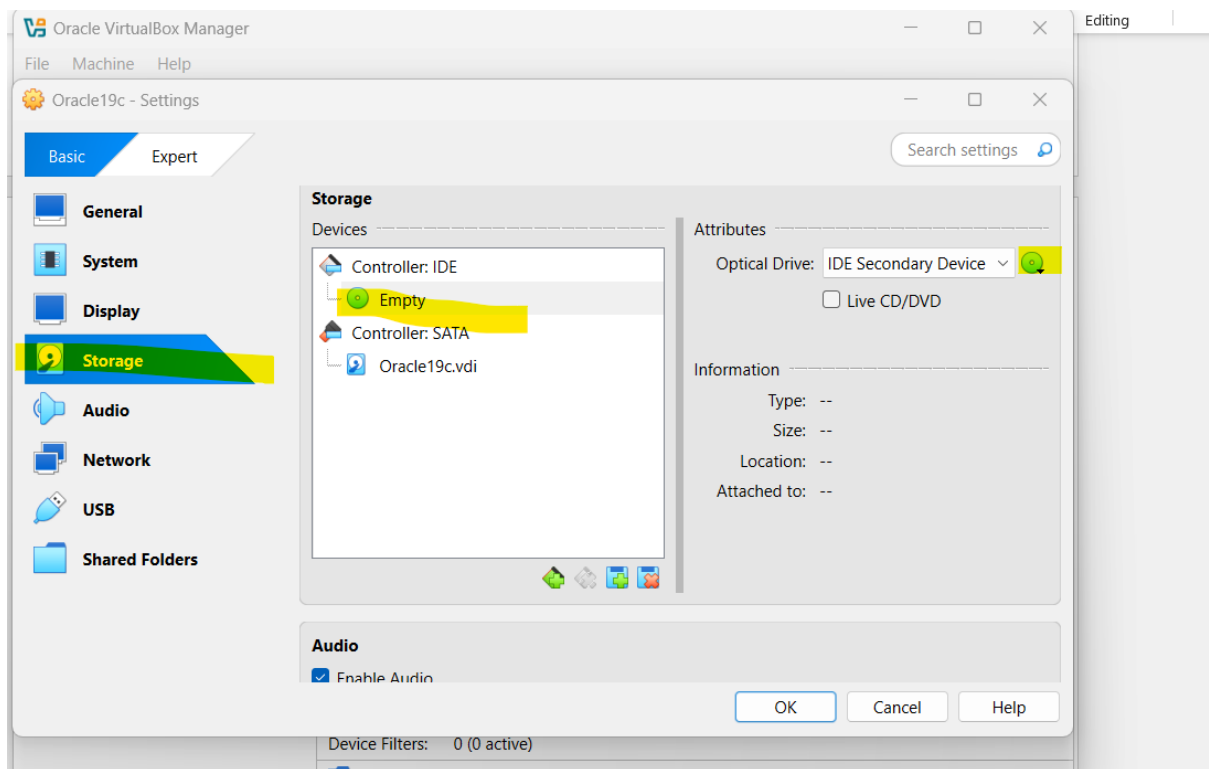 Oracle VirtualBox Manager
Editing
File Machine Help
Oracle19c - Settings
Basic Expert
Search settings
General
System
Display
Storage
Audio
Network
USB
Shared Folders
Storage
Devices
Controller: IDE
Empty
Controller: SATA
Oracle19c.vdi
Attributes
Optical Drive: IDE Secondary Device
Live CD/DVD
Information
Type: --
Size: --
Location: --
Attached to: --
Audio
Enable Audio
OK Cancel Help
Device Filters: 0 (0 active)